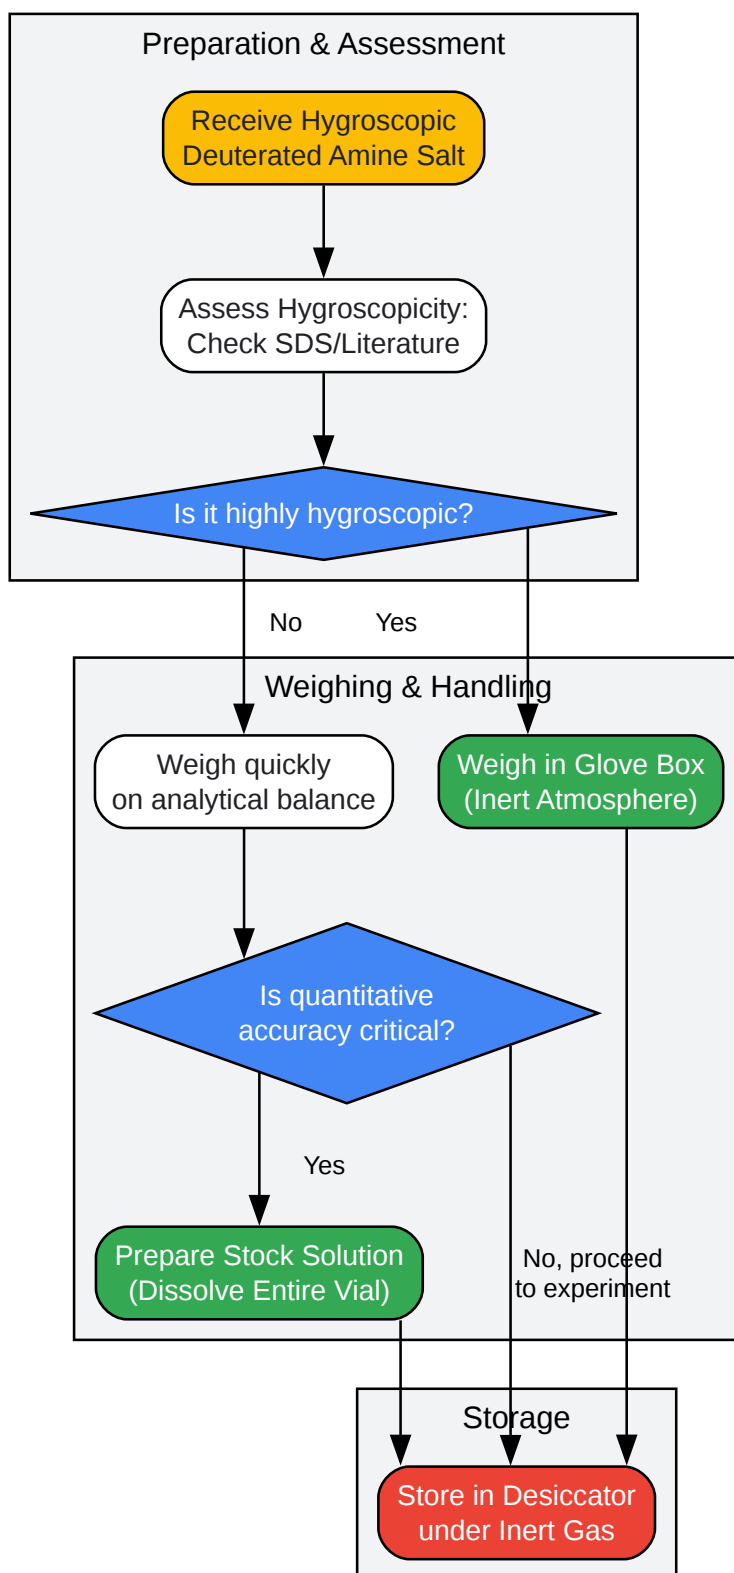 Preparation & Assessment
Receive Hygroscopic
Deuterated Amine Salt
Assess Hygroscopicity:
Check SDS/Literature
Is it highly hygroscopic?
No
Yes
Weighing & Handling
Weigh quickly
on analytical balance
Weigh in Glove Box
(Inert Atmosphere)
Is quantitative
accuracy critical?
Yes
Prepare Stock Solution
(Dissolve Entire Vial)
No, proceed
to experiment
Storage
Store in Desiccator
under Inert Gas